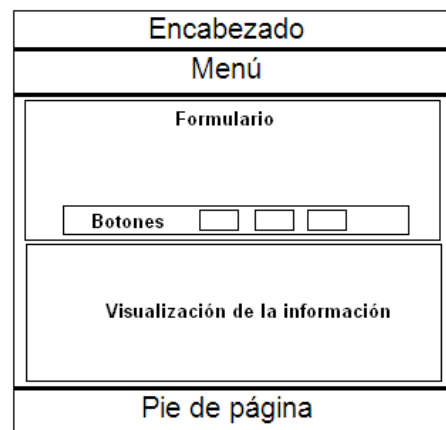 Encabezado
Menú
Formulario
Botones
Visualización de la información
Pie de página